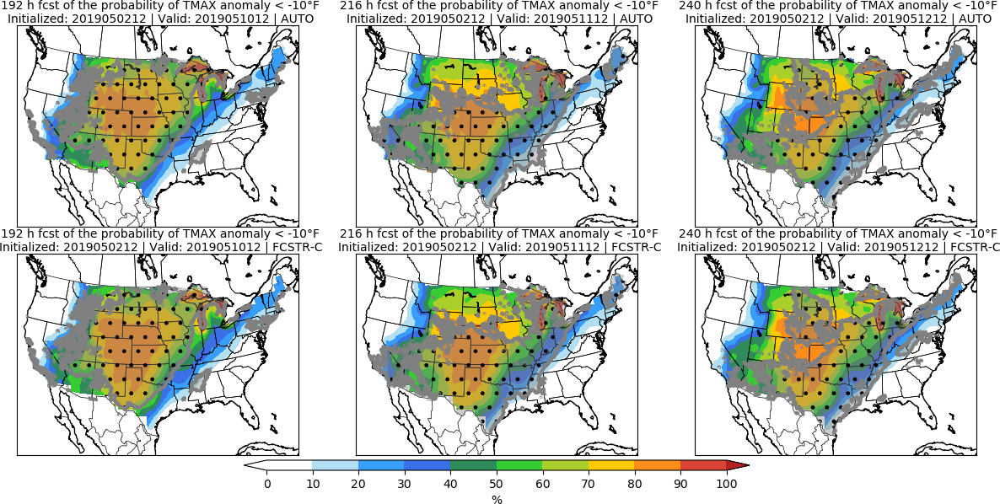 192 h fcst of the probability of TMAX anomaly < -10°F
Initialized: 2019050212 | Valid: 2019051012 | AUTO
216 h fcst of the probability of TMAX anomaly < -10°F
Initialized: 2019050212 | Valid: 2019051112 | AUTO
240 h fcst of the probability of TMAX anomaly < -10°F
Initialized: 2019050212 | Valid: 2019051212 | AUTO
192 h fcst of the probability of TMAX anomaly < -10°F
Initialized: 2019050212 | Valid: 2019051012 | FCSTR-C
216 h fcst of the probability of TMAX anomaly < -10°F
Initialized: 2019050212 | Valid: 2019051112 | FCSTR-C
240 h fcst of the probability of TMAX anomaly < -10°F
Initialized: 2019050212 | Valid: 2019051212 | FCSTR-C
0 10 20 30 40 50 60 70 80 90 100
%